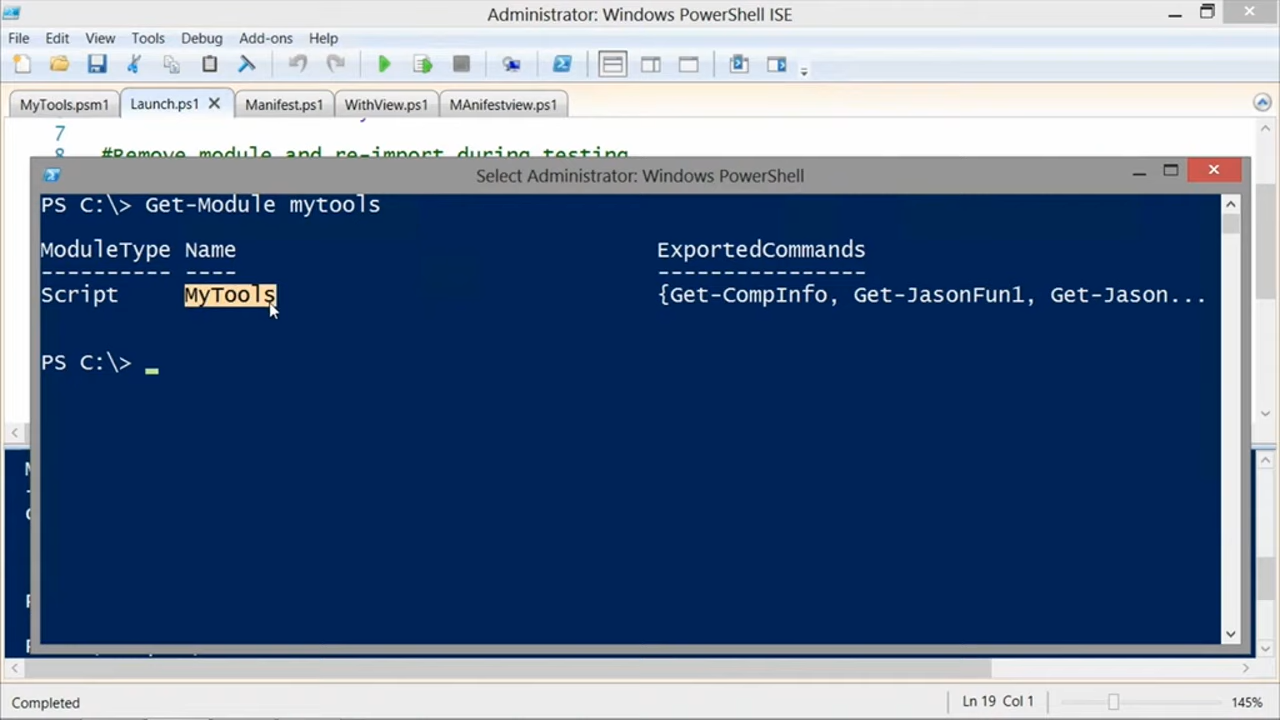 Administrator: Windows PowerShell ISE
File Edit View Tools Debug Add-ons Help
MyTools.psm1 Launch.ps1 Manifest.ps1 WithView.ps1 MAnifestview.ps1
7
8 #Remove module and re-import during testing
Select Administrator: Windows PowerShell
PS C:\> Get-Module mytools
ModuleType Name ExportedCommands
---------- ---- ----------------
Script MyTools {Get-CompInfo, Get-JasonFun1, Get-Jason...
PS C:\>
Completed Ln 19 Col 1 145%